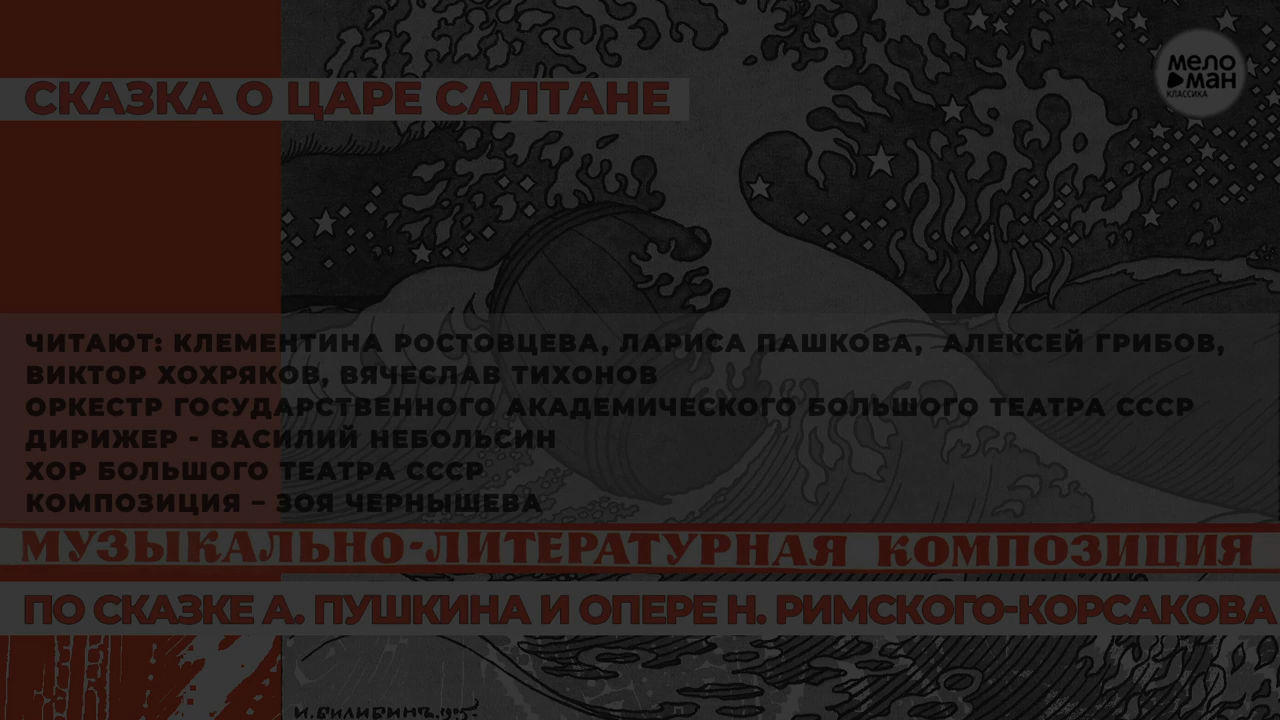 СКАЗКА О ЦАРЕ САЛТАНЕ
мело
ман
КЛАССИКА
ЧИТАЮТ: КЛЕМЕНТИНА РОСТОВЦЕВА, ЛАРИСА ПАШКОВА, АЛЕКСЕЙ ГРИБОВ,
ВИКТОР ХОХРЯКОВ, ВЯЧЕСЛАВ ТИХОНОВ
ОРКЕСТР ГОСУДАРСТВЕННОГО АКАДЕМИЧЕСКОГО БОЛЬШОГО ТЕАТРА СССР
ДИРИЖЕР - ВАСИЛИЙ НЕБОЛЬСИН
ХОР БОЛЬШОГО ТЕАТРА СССР
КОМПОЗИЦИЯ – ЗОЯ ЧЕРНЫШЕВА
МУЗЫКАЛЬНО-ЛИТЕРАТУРНАЯ КОМПОЗИЦИЯ
ПО СКАЗКЕ А. ПУШКИНА И ОПЕРЕ Н. РИМСКОГО-КОРСАКОВА
И.БИЛИБИНЪ.1905.